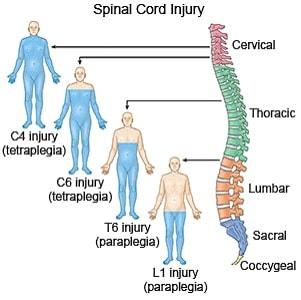 Spinal Cord Injury
Cervical
C4 injury
(tetraplegia)
Thoracic
C6 injury
(tetraplegia)
Lumbar
T6 injury
(paraplegia)
Sacral
L1 injury
(paraplegia)
Coccygeal